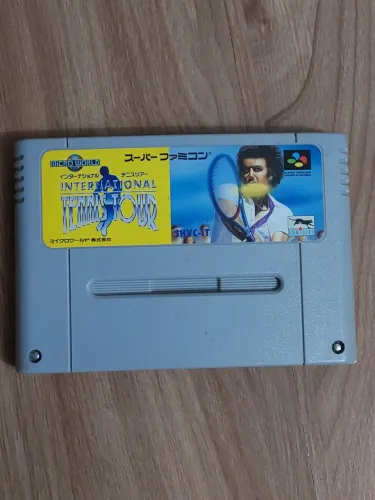 MICRO WORLD
スーパーファミコン
インターナショナル テニスツアー
INTERNATIONAL
TENNIS TOUR
SHVC-IT
マイクロワールド株式会社